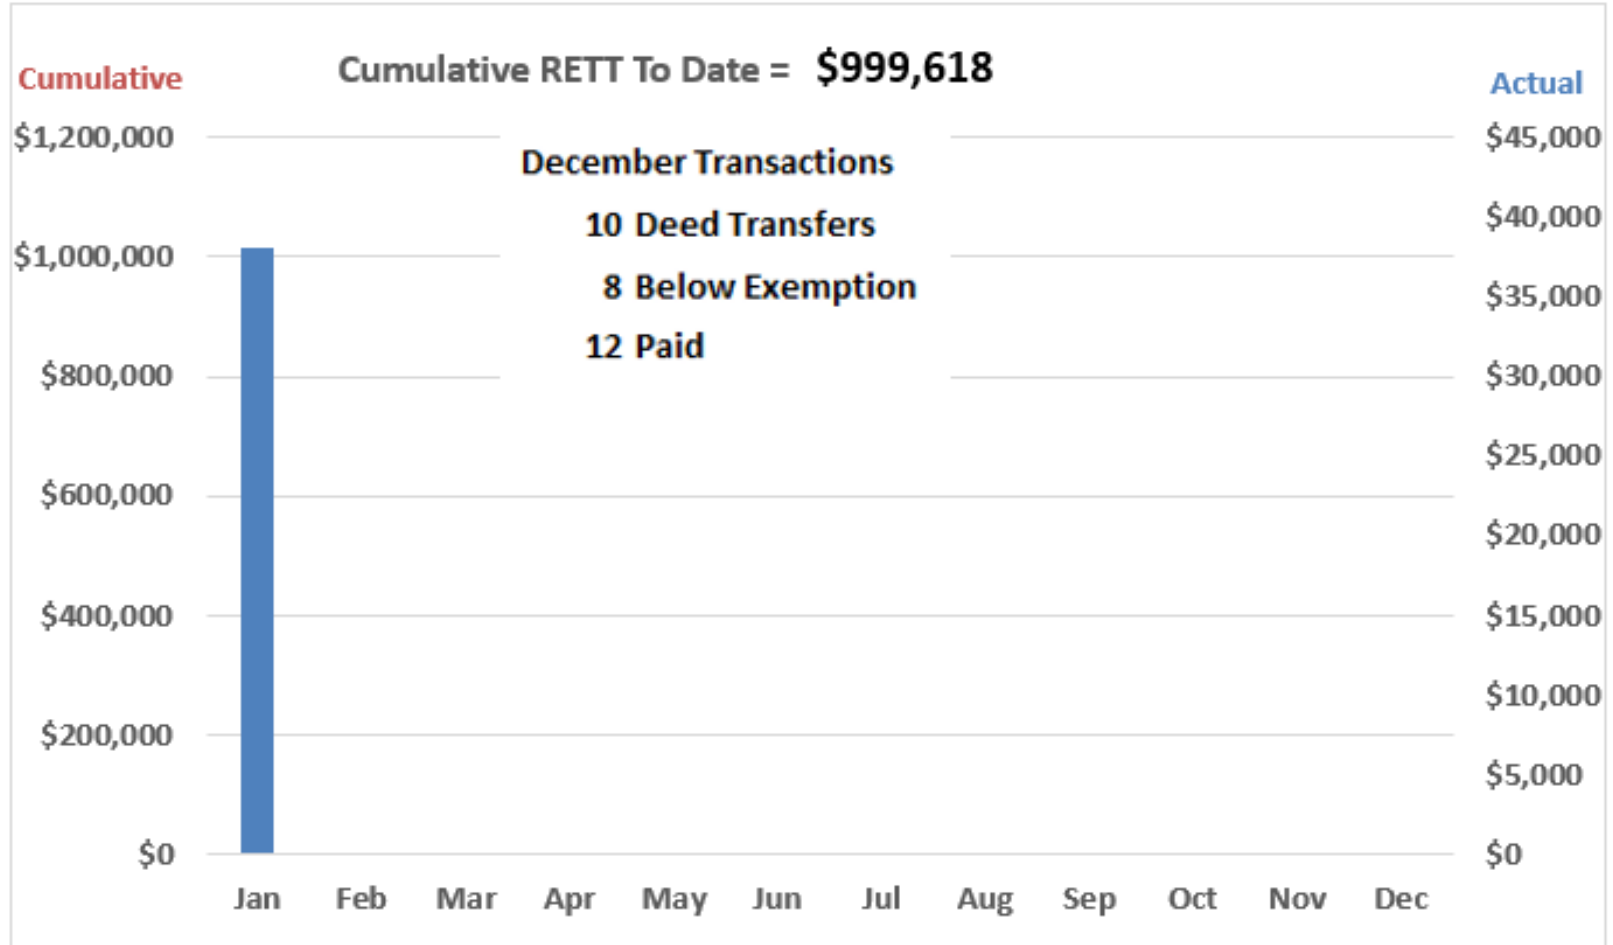 Cumulative RETT To Date = $999,618
Cumulative
Actual
$1,200,000
$1,000,000
$800,000
$600,000
$400,000
$200,000
$0
December Transactions
10 Deed Transfers
8 Below Exemption
12 Paid
$45,000
$40,000
$35,000
$30,000
$25,000
$20,000
$15,000
$10,000
$5,000
$0
Jan Feb Mar Apr May Jun Jul Aug Sep Oct Nov Dec